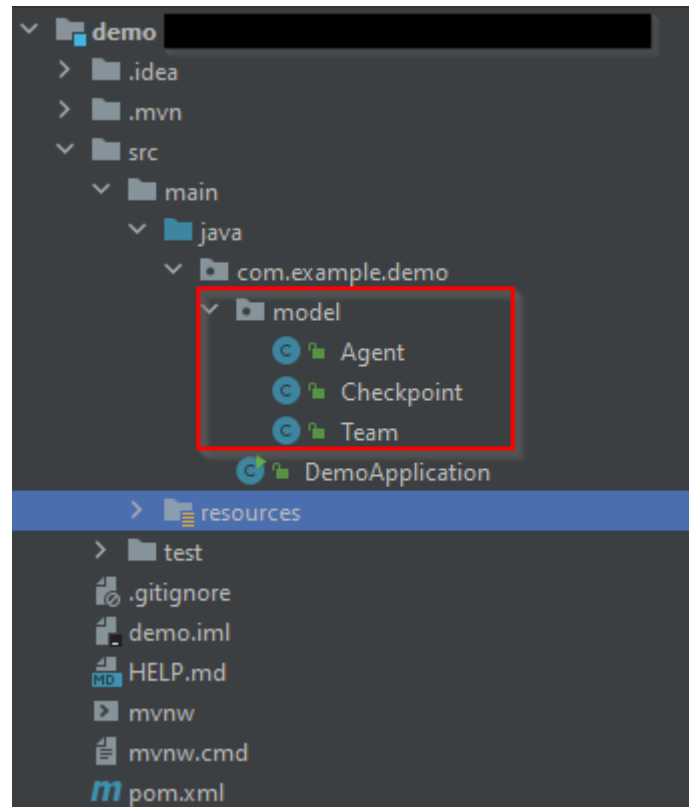 demo
.idea
.mvn
src
main
java
com.example.demo
model
C Agent
C Checkpoint
C Team
C DemoApplication
resources
test
.gitignore
demo.iml
MD HELP.md
mvnw
mvnw.cmd
m pom.xml